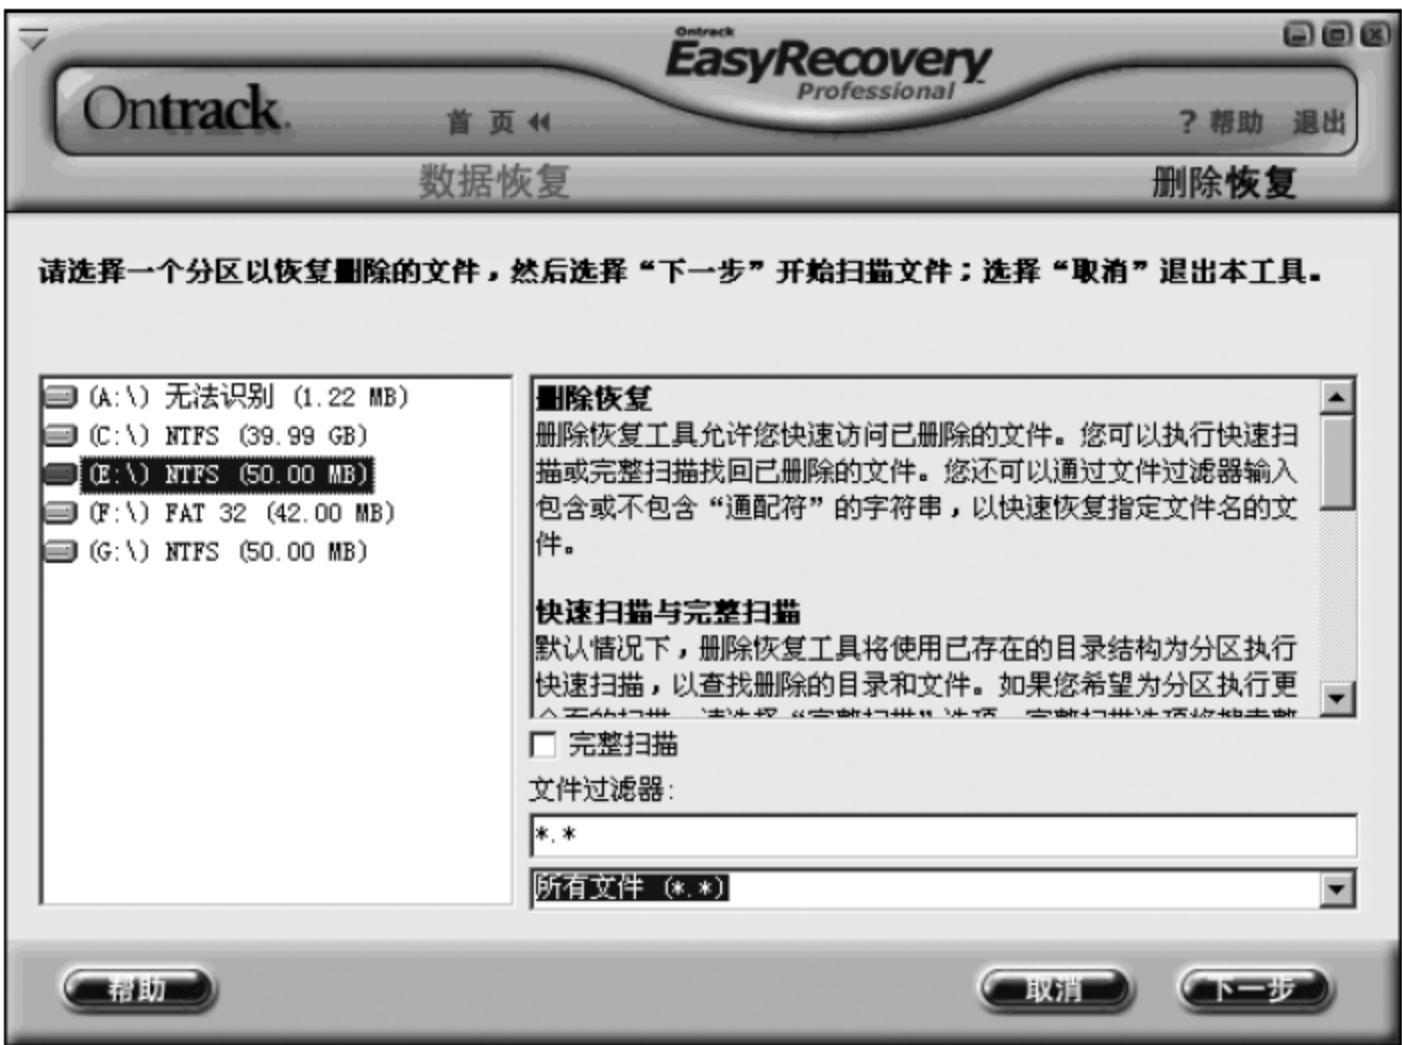 Ontrack
EasyRecovery
Professional
Ontrack.
首 页
? 帮助 退出
数据恢复
删除恢复
请选择一个分区以恢复删除的文件，然后选择“下一步”开始扫描文件；选择“取消”退出本工具。
(A:\) 无法识别 (1.22 MB)
(C:\) NTFS (39.99 GB)
(E:\) NTFS (50.00 MB)
(F:\) FAT 32 (42.00 MB)
(G:\) NTFS (50.00 MB)
删除恢复
删除恢复工具允许您快速访问已删除的文件。您可以执行快速扫
描或完整扫描找回已删除的文件。您还可以通过文件过滤器输入
包含或不包含“通配符”的字符串，以快速恢复指定文件名的文
件。
快速扫描与完整扫描
默认情况下，删除恢复工具将使用已存在的目录结构为分区执行
快速扫描，以查找删除的目录和文件。如果您希望为分区执行更
完整扫描
文件过滤器:
*.*
所有文件 (*.*)
帮助
取消
下一步